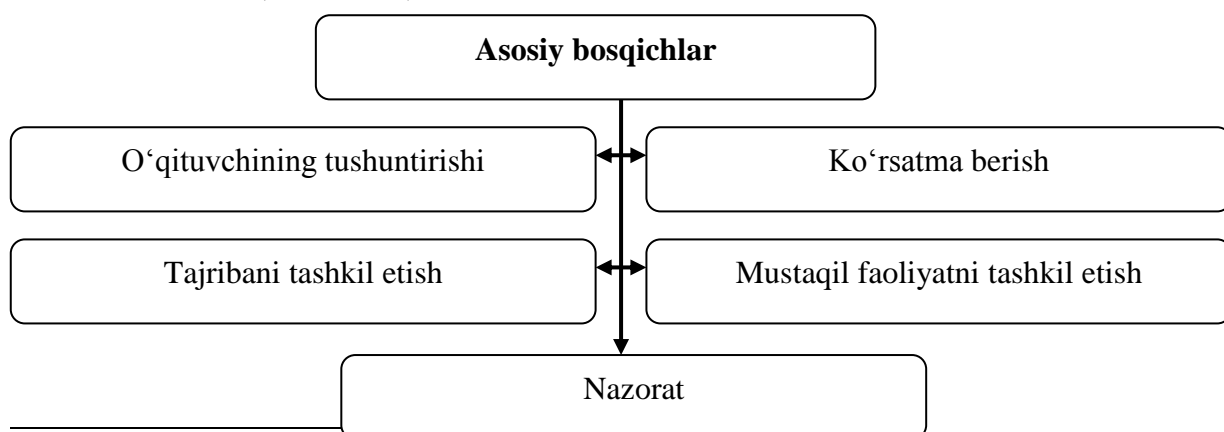 Asosiy bosqichlar
O‘qituvchining tushuntirishi
Ko‘rsatma berish
Tajribani tashkil etish
Mustaqil faoliyatni tashkil etish
Nazorat